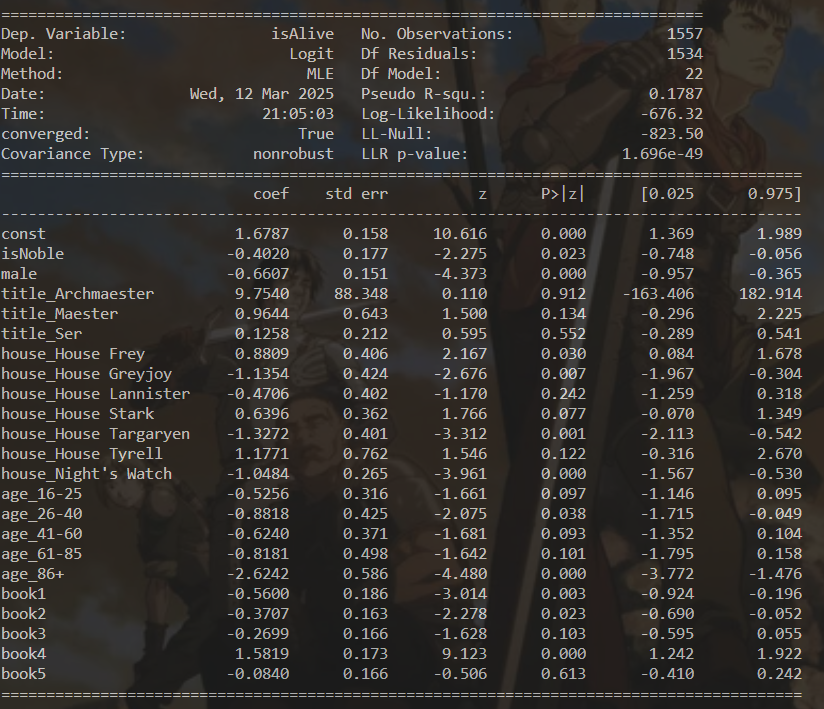 ==============================================================================
Dep. Variable:                isAlive   No. Observations:                 1557
Model:                          Logit   Df Residuals:                     1534
Method:                           MLE   Df Model:                           22
Date:                Wed, 12 Mar 2025   Pseudo R-squ.:                  0.1787
Time:                        21:05:03   Log-Likelihood:                -676.32
converged:                       True   LL-Null:                       -823.50
Covariance Type:            nonrobust   LLR p-value:                 1.696e-49
=========================================================================================
                            coef    std err          z      P>|z|      [0.025      0.975]
-----------------------------------------------------------------------------------------
const                     1.6787      0.158     10.616      0.000       1.369       1.989
isNoble                  -0.4020      0.177     -2.275      0.023      -0.748      -0.056
male                     -0.6607      0.151     -4.373      0.000      -0.957      -0.365
title_Archmaester         9.7540     88.348      0.110      0.912    -163.406     182.914
title_Maester             0.9644      0.643      1.500      0.134      -0.296       2.225
title_Ser                 0.1258      0.212      0.595      0.552      -0.289       0.541
house_House Frey          0.8809      0.406      2.167      0.030       0.084       1.678
house_House Greyjoy      -1.1354      0.424     -2.676      0.007      -1.967      -0.304
house_House Lannister    -0.4706      0.402     -1.170      0.242      -1.259       0.318
house_House Stark         0.6396      0.362      1.766      0.077      -0.070       1.349
house_House Targaryen    -1.3272      0.401     -3.312      0.001      -2.113      -0.542
house_House Tyrell        1.1771      0.762      1.546      0.122      -0.316       2.670
house_Night's Watch      -1.0484      0.265     -3.961      0.000      -1.567      -0.530
age_16-25                -0.5256      0.316     -1.661      0.097      -1.146       0.095
age_26-40                -0.8818      0.425     -2.075      0.038      -1.715      -0.049
age_41-60                -0.6240      0.371     -1.681      0.093      -1.352       0.104
age_61-85                -0.8181      0.498     -1.642      0.101      -1.795       0.158
age_86+                  -2.6242      0.586     -4.480      0.000      -3.772      -1.476
book1                    -0.5600      0.186     -3.014      0.003      -0.924      -0.196
book2                    -0.3707      0.163     -2.278      0.023      -0.690      -0.052
book3                    -0.2699      0.166     -1.628      0.103      -0.595       0.055
book4                     1.5819      0.173      9.123      0.000       1.242       1.922
book5                    -0.0840      0.166     -0.506      0.613      -0.410       0.242
=========================================================================================